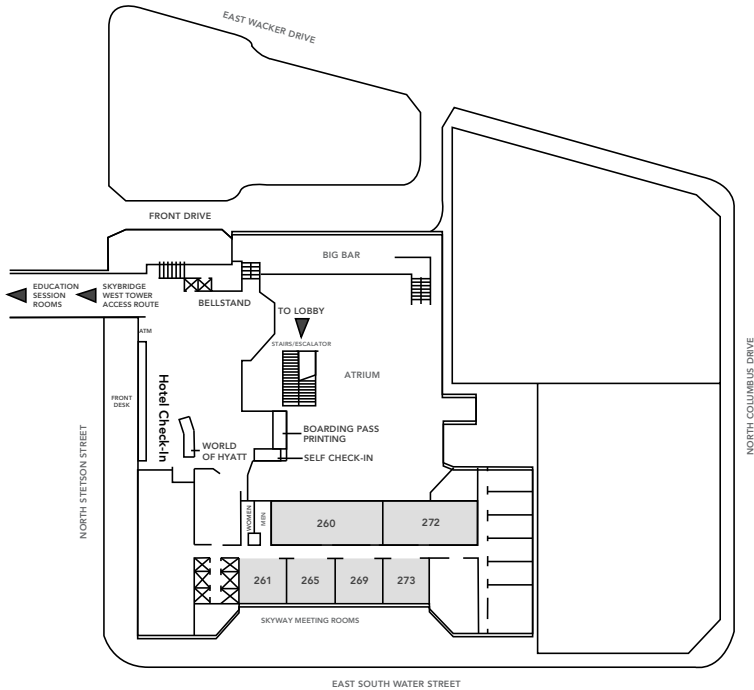 EAST WACKER DRIVE
FRONT DRIVE
BIG BAR
EDUCATION
SESSION
ROOMS
SKYBRIDGE
WEST TOWER
ACCESS ROUTE
BELLSTAND
TO LOBBY
ATM
STAIRS/ESCALATOR
ATRIUM
NORTH COLUMBUS DRIVE
FRONT
DESK
Hotel Check-In
BOARDING PASS
PRINTING
WORLD
OF HYATT
SELF CHECK-IN
NORTH STETSON STREET
WOMEN
MEN
260
272
261
265
269
273
SKYWAY MEETING ROOMS
EAST SOUTH WATER STREET